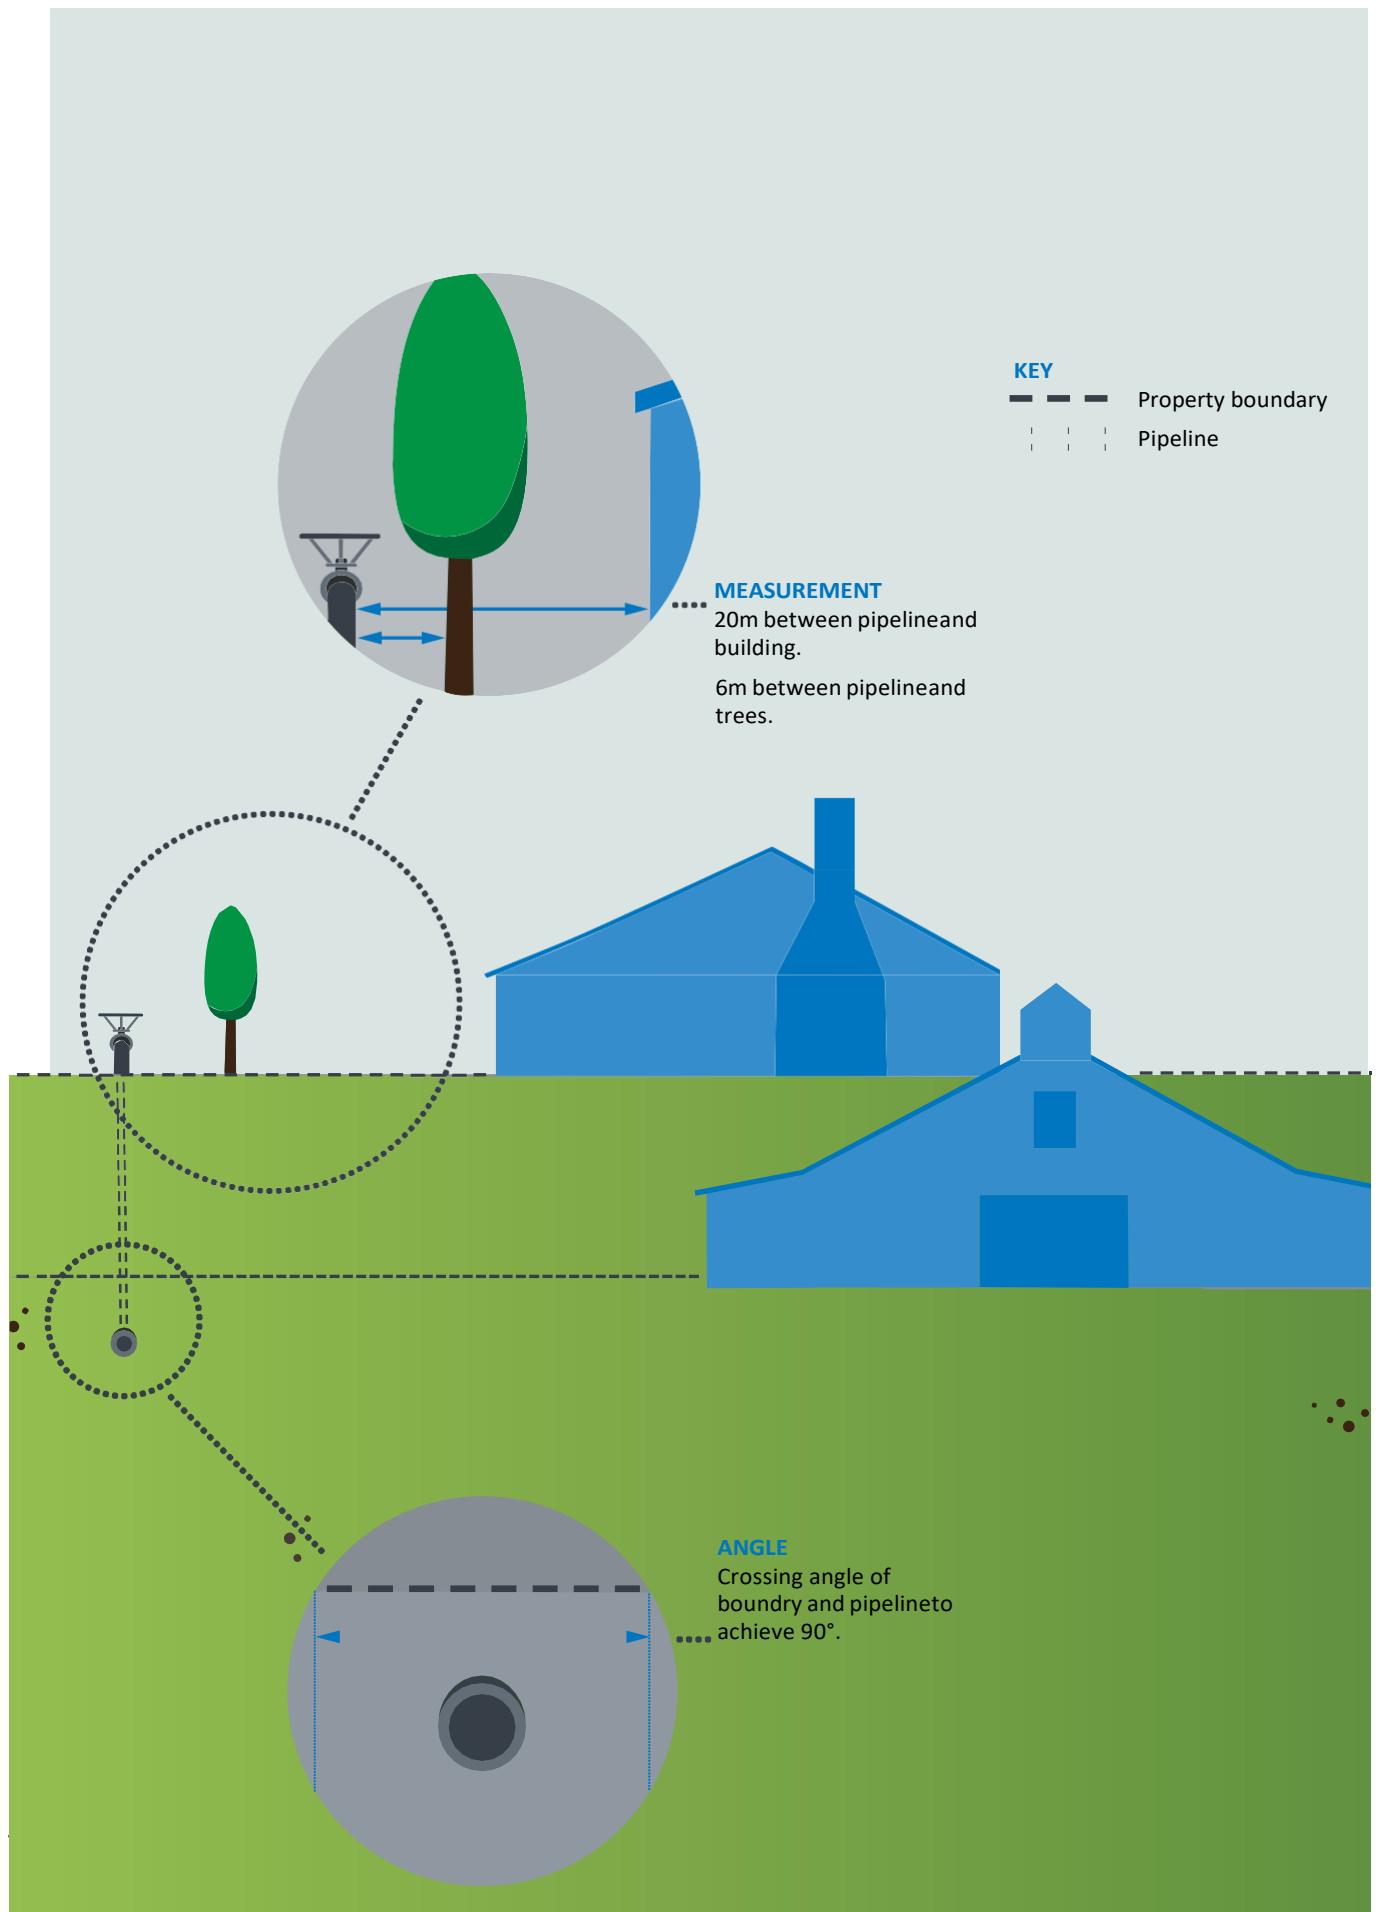 KEY
Property boundary
Pipeline
MEASUREMENT
20m between pipelineand
building.
6m between pipelineand
trees.
ANGLE
Crossing angle of
boundry and pipelineto
achieve 90°.